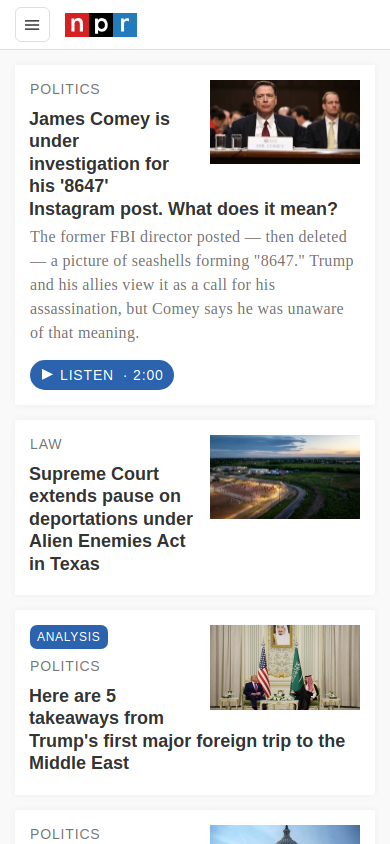 npr
POLITICS
James Comey is
under
investigation for
his '8647'
Instagram post. What does it mean?
The former FBI director posted — then deleted
— a picture of seashells forming "8647." Trump
and his allies view it as a call for his
assassination, but Comey says he was unaware
of that meaning.
LISTEN · 2:00
LAW
Supreme Court
extends pause on
deportations under
Alien Enemies Act
in Texas
ANALYSIS
POLITICS
Here are 5
takeaways from
Trump's first major foreign trip to the
Middle East
POLITICS